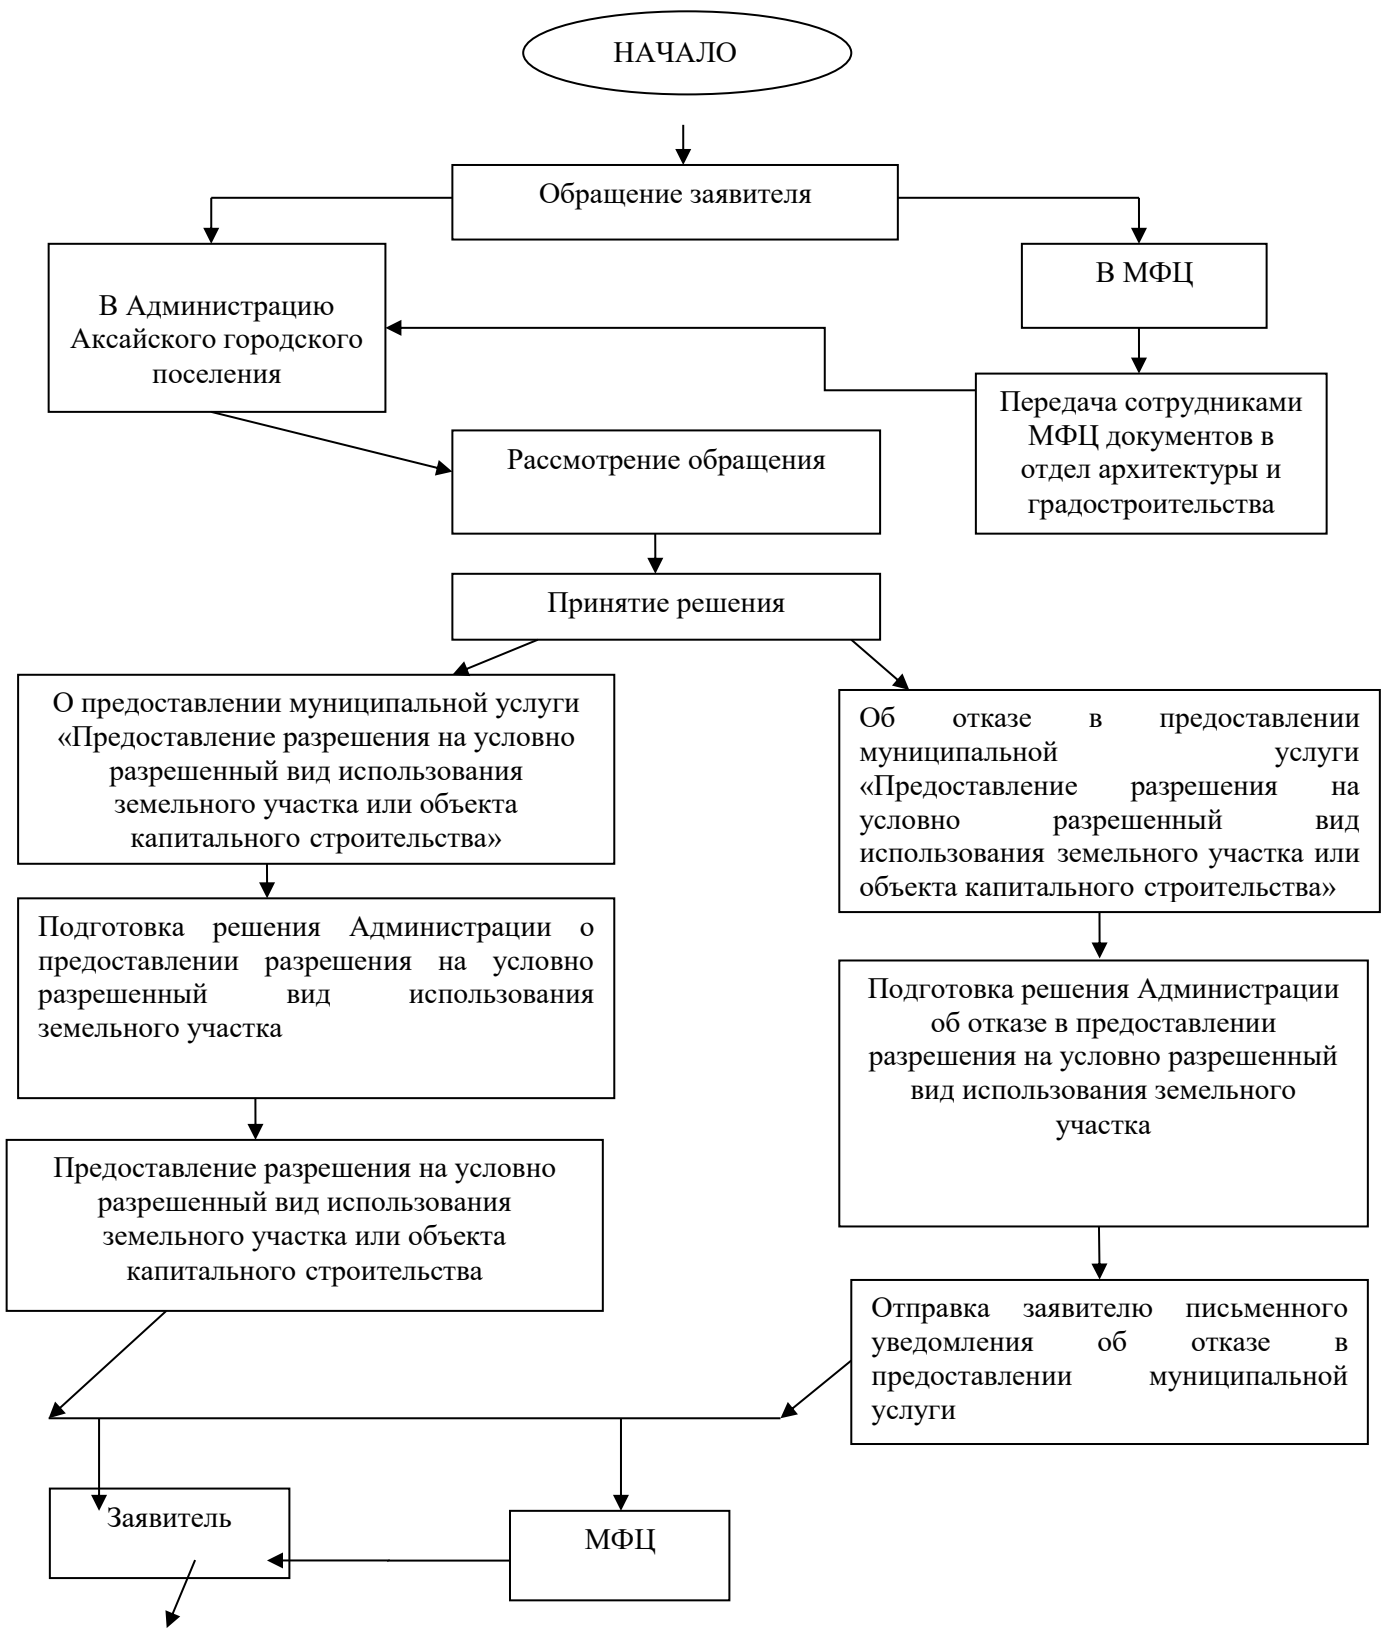 НАЧАЛО
Обращение заявителя
В Администрацию
Аксайского городского
поселения
В МФЦ
Передача сотрудниками
МФЦ документов в
отдел архитектуры и
градостроительства
Рассмотрение обращения
Принятие решения
О предоставлении муниципальной услуги
«Предоставление разрешения на условно
разрешенный вид использования
земельного участка или объекта
капитального строительства»
Об отказе в предоставлении
муниципальной услуги
«Предоставление разрешения на
условно разрешенный вид
использования земельного участка или
объекта капитального строительства»
Подготовка решения Администрации о
предоставлении разрешения на условно
разрешенный вид использования
земельного участка
Подготовка решения Администрации
об отказе в предоставлении
разрешения на условно разрешенный
вид использования земельного
участка
Предоставление разрешения на условно
разрешенный вид использования
земельного участка или объекта
капитального строительства
Отправка заявителю письменного
уведомления об отказе в
предоставлении муниципальной
услуги
Заявитель
МФЦ